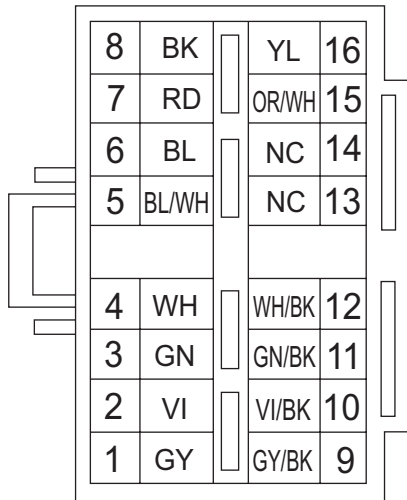 8 BK YL 16
7 RD OR/WH 15
6 BL NC 14
5 BL/WH NC 13
4 WH WH/BK 12
3 GN GN/BK 11
2 VI VI/BK 10
1 GY GY/BK 9